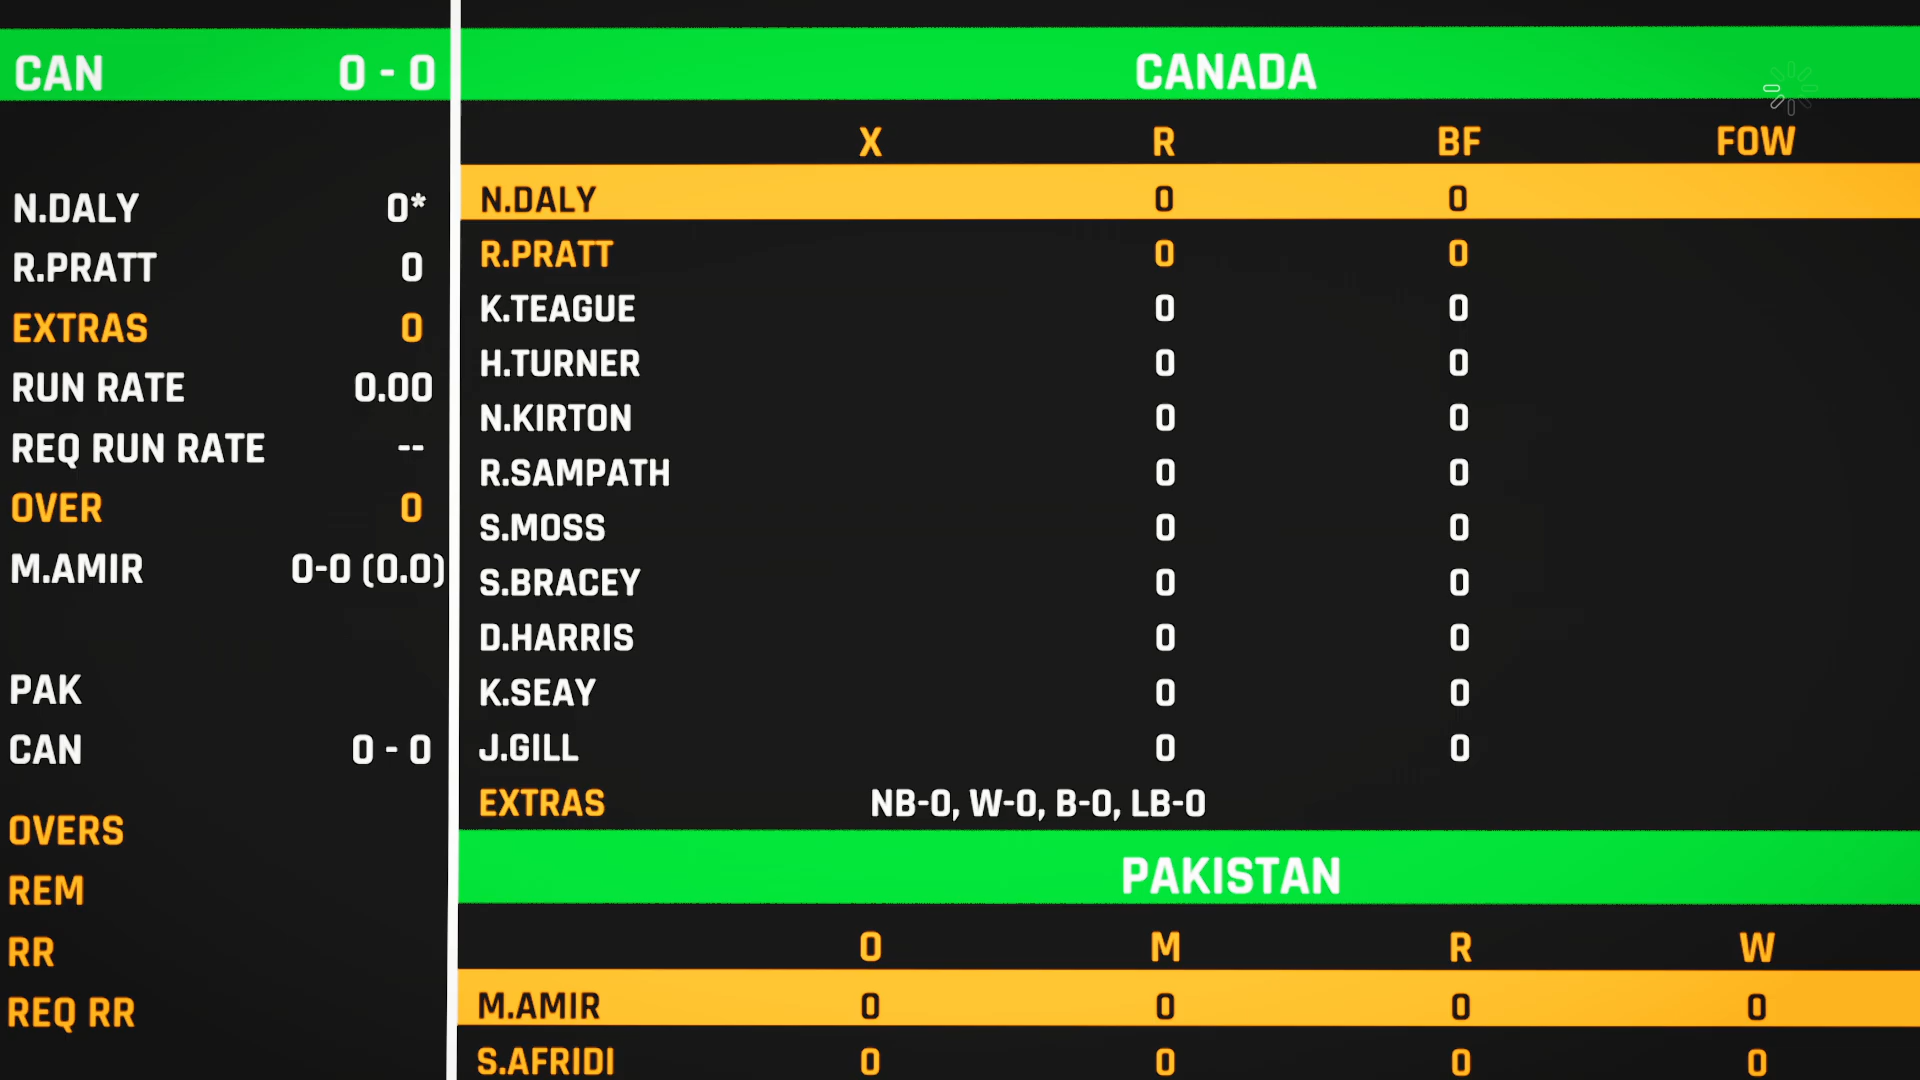 CAN 0 - 0
N.DALY 0*
R.PRATT 0
EXTRAS 0
RUN RATE 0.00
REQ RUN RATE --
OVER 0
M.AMIR 0-0 (0.0)
PAK
CAN 0 - 0
OVERS
REM
RR
REQ RR
CANADA
X R BF FOW
N.DALY 0 0
R.PRATT 0 0
K.TEAGUE 0 0
H.TURNER 0 0
N.KIRTON 0 0
R.SAMPATH 0 0
S.MOSS 0 0
S.BRACEY 0 0
D.HARRIS 0 0
K.SEAY 0 0
J.GILL 0 0
EXTRAS NB-0, W-0, B-0, LB-0
PAKISTAN
O M R W
M.AMIR 0 0 0 0
S.AFRIDI 0 0 0 0